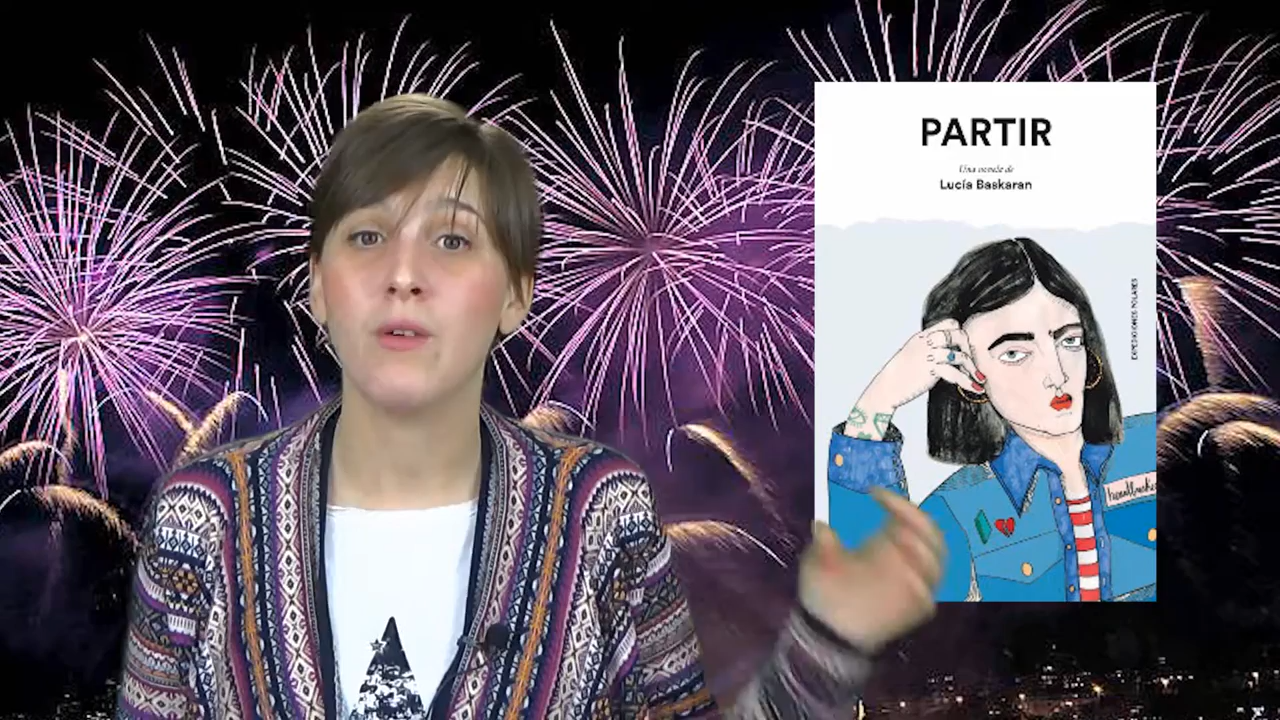 PARTIR
Una novela de
Lucía Baskaran
EXPEDICIONES POLARES